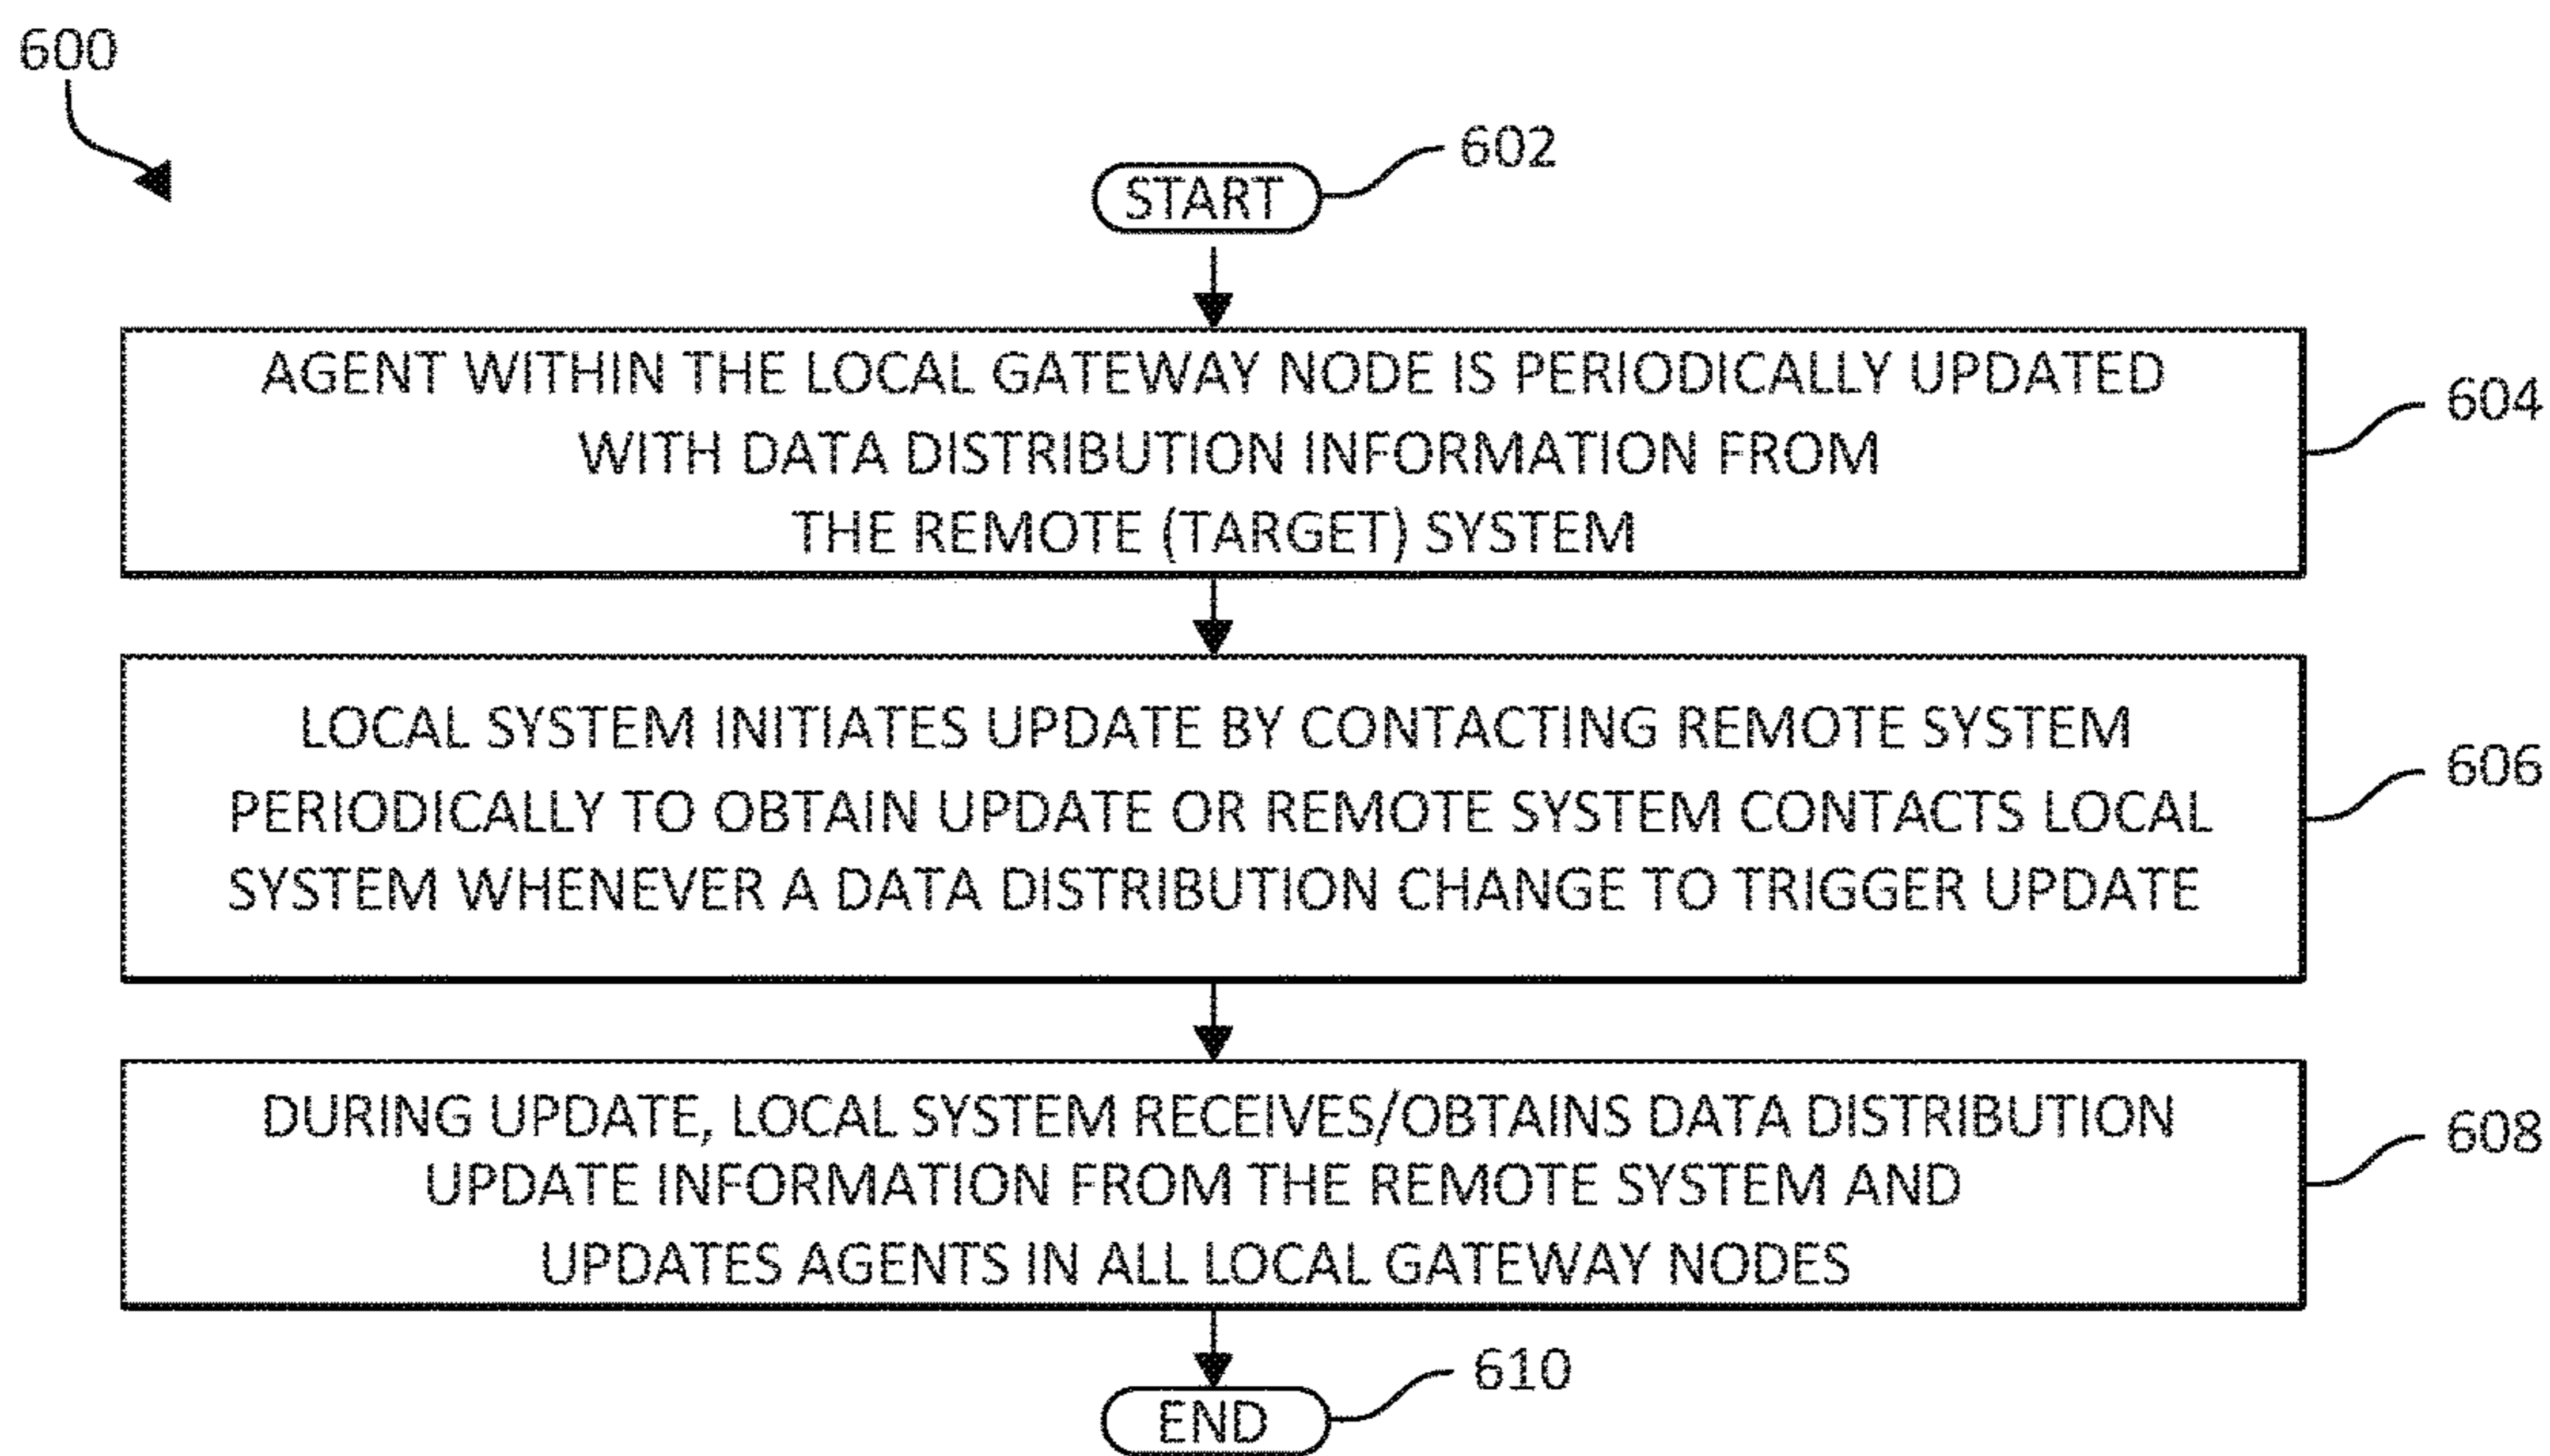 600
602
START
AGENT WITHIN THE LOCAL GATEWAY NODE IS PERIODICALLY UPDATED
WITH DATA DISTRIBUTION INFORMATION FROM
THE REMOTE (TARGET) SYSTEM
604
LOCAL SYSTEM INITIATES UPDATE BY CONTACTING REMOTE SYSTEM
PERIODICALLY TO OBTAIN UPDATE OR REMOTE SYSTEM CONTACTS LOCAL
SYSTEM WHENEVER A DATA DISTRIBUTION CHANGE TO TRIGGER UPDATE
606
DURING UPDATE, LOCAL SYSTEM RECEIVES/OBTAINS DATA DISTRIBUTION
UPDATE INFORMATION FROM THE REMOTE SYSTEM AND
UPDATES AGENTS IN ALL LOCAL GATEWAY NODES
608
610
END